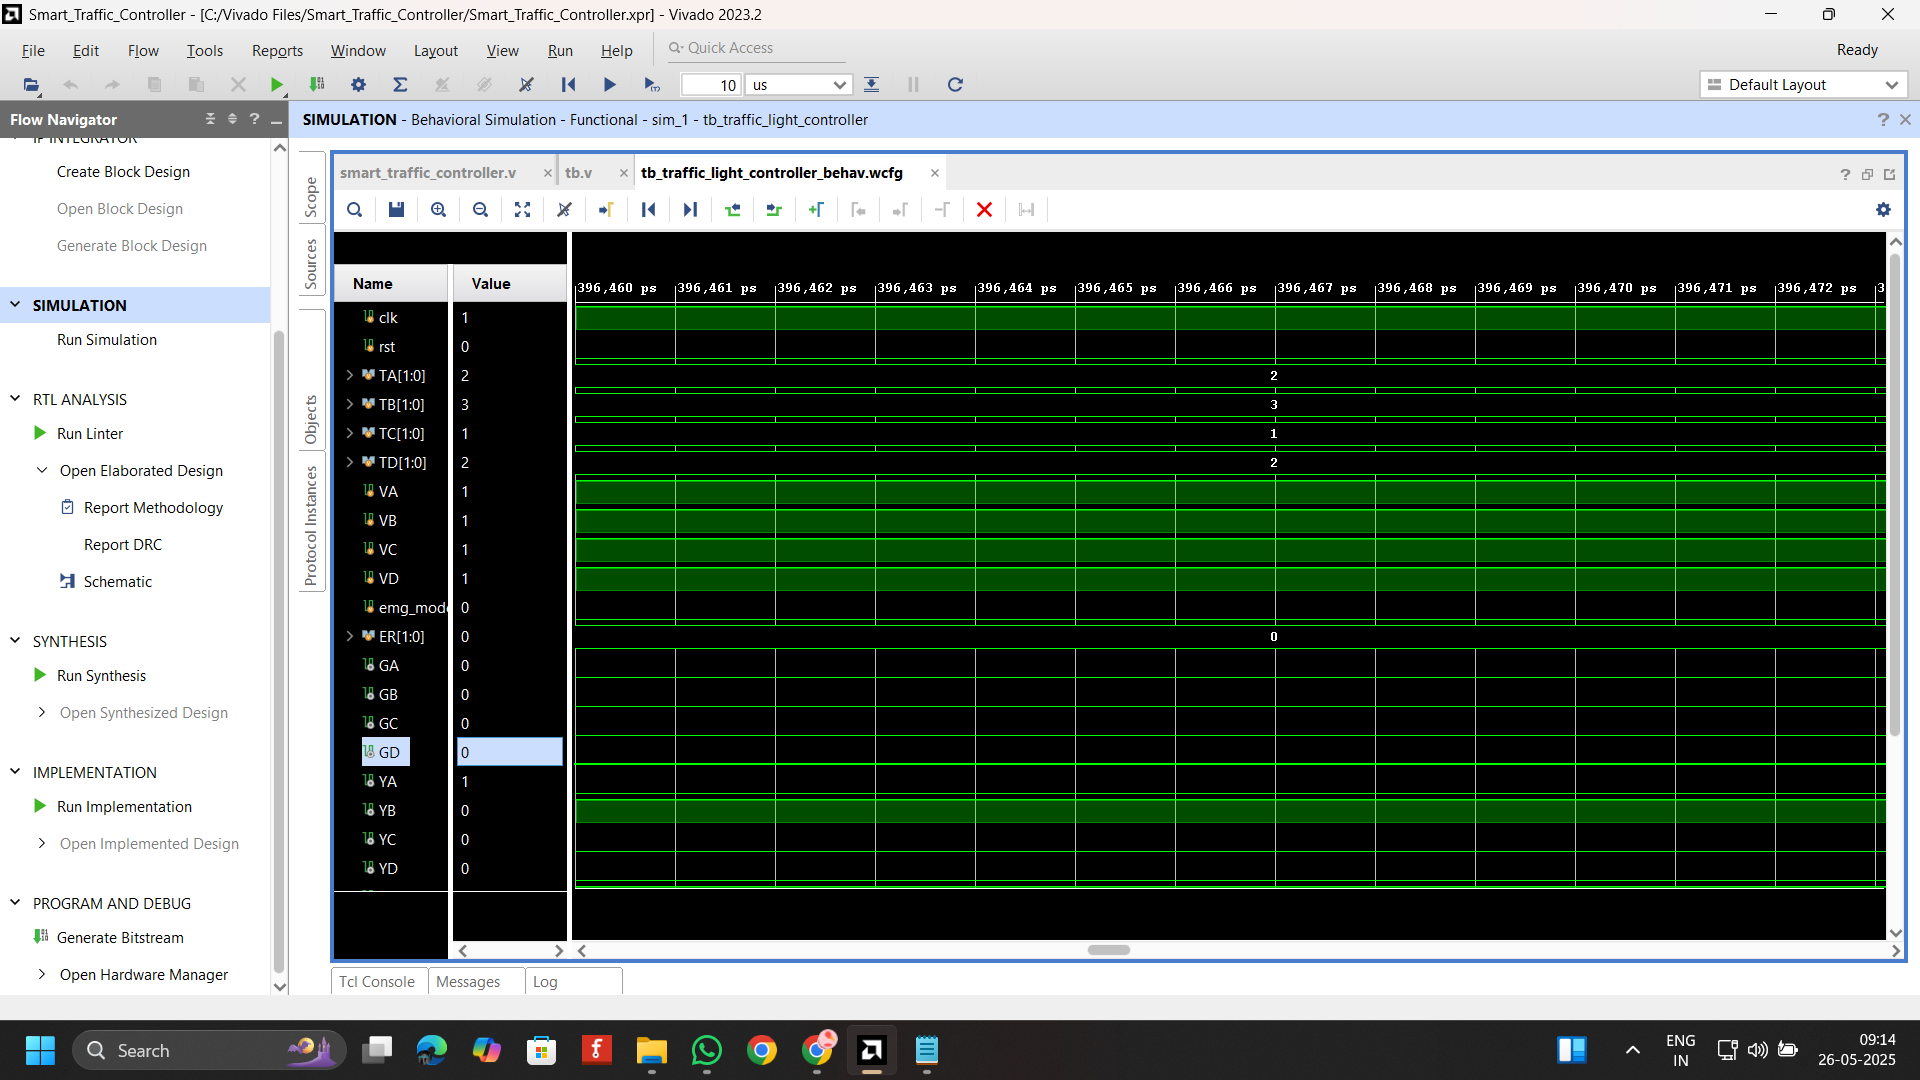 Smart_Traffic_Controller - [C:/Vivado Files/Smart_Traffic_Controller/Smart_Traffic_Controller.xpr] - Vivado 2023.2
File Edit Flow Tools Reports Window Layout View Run Help Quick Access Ready
10 us Default Layout
Flow Navigator
SIMULATION - Behavioral Simulation - Functional - sim_1 - tb_traffic_light_controller
IP INTEGRATOR
Create Block Design
Open Block Design
Generate Block Design
SIMULATION
Run Simulation
RTL ANALYSIS
Run Linter
Open Elaborated Design
Report Methodology
Report DRC
Schematic
SYNTHESIS
Run Synthesis
Open Synthesized Design
IMPLEMENTATION
Run Implementation
Open Implemented Design
PROGRAM AND DEBUG
Generate Bitstream
Open Hardware Manager
Scope
Sources
Objects
Protocol Instances
smart_traffic_controller.v tb.v tb_traffic_light_controller_behav.wcfg
Name Value
396,460 ps 396,461 ps 396,462 ps 396,463 ps 396,464 ps 396,465 ps 396,466 ps 396,467 ps 396,468 ps 396,469 ps 396,470 ps 396,471 ps 396,472 ps 3
clk 1
rst 0
TA[1:0] 2 2
TB[1:0] 3 3
TC[1:0] 1 1
TD[1:0] 2 2
VA 1
VB 1
VC 1
VD 1
emg_mod 0
ER[1:0] 0 0
GA 0
GB 0
GC 0
GD 0
YA 1
YB 0
YC 0
YD 0
Tcl Console Messages Log
Search
ENG
IN
09:14
26-05-2025